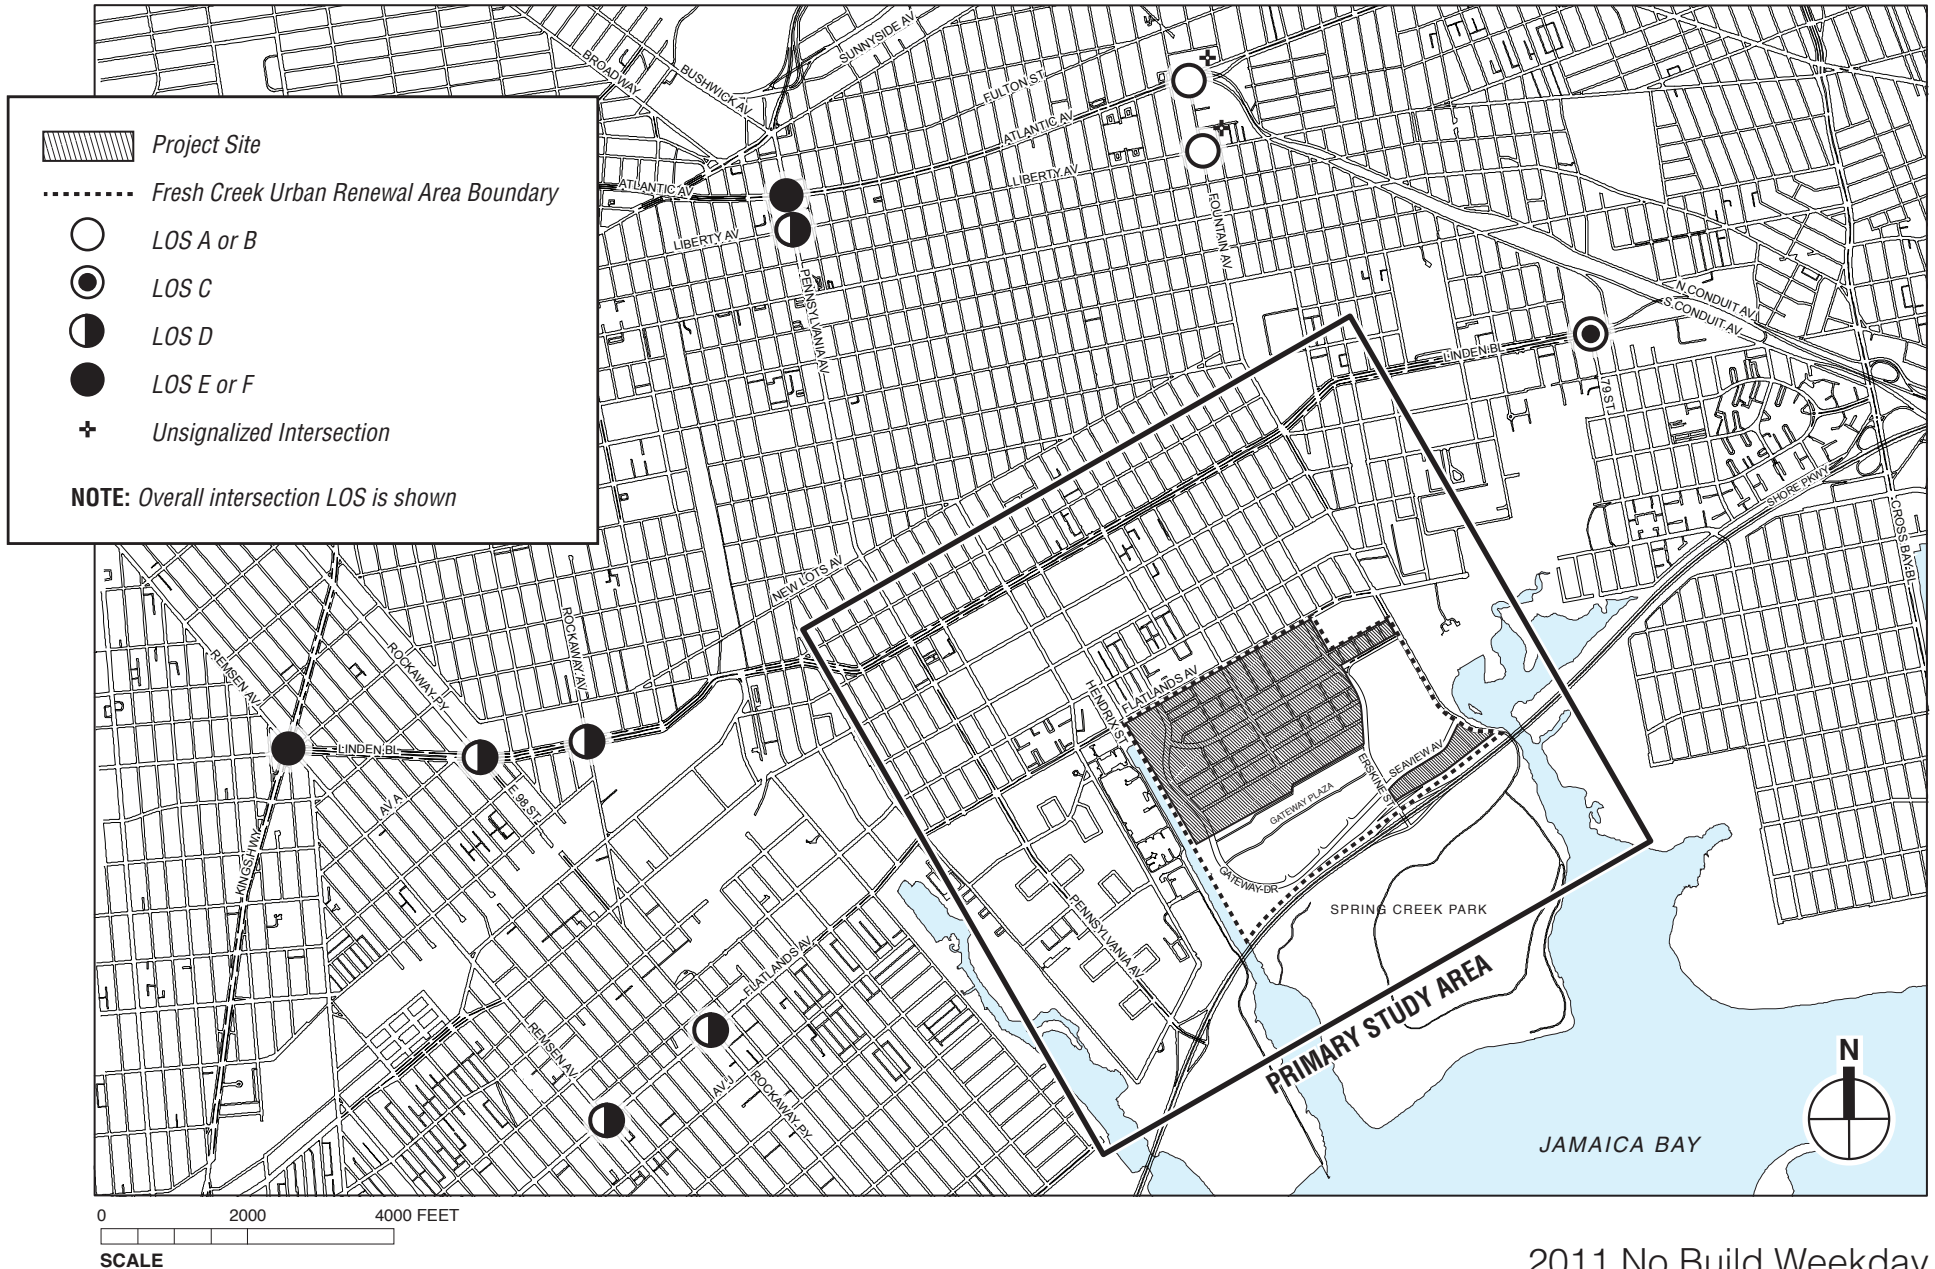 SUNNYSIDE AV
BROADWAY
BUSHWICK AV
FULTON ST
ATLANTIC AV
Project Site
Fresh Creek Urban Renewal Area Boundary
LOS A or B
LOS C
LOS D
LOS E or F
Unsignalized Intersection
NOTE: Overall intersection LOS is shown
ATLANTIC AV
LIBERTY AV
LIBERTY AV
FOUNTAIN AV
PENNSYLVANIA AV
N CONDUIT AV
S CONDUIT AV
LINDEN BL
79 ST
SHORE PKWY
CROSS BAY BL
NEW LOTS AV
ROCKAWAY AV
ROCKAWAY PY
REMSEN AV
LINDEN BL
HENDRIX ST
FLATLANDS AV
AV A
E 98 ST
SEAVIEW AV
ERSKINE ST
GATEWAY PLAZA
KINGS HWY
GATEWAY DR
SPRING CREEK PARK
PENNSYLVANIA AV
FLATLANDS AV
PRIMARY STUDY AREA
REMSEN AV
AV J
ROCKAWAY PY
N
JAMAICA BAY
0 2000 4000 FEET
SCALE
2011 No Build Weekday